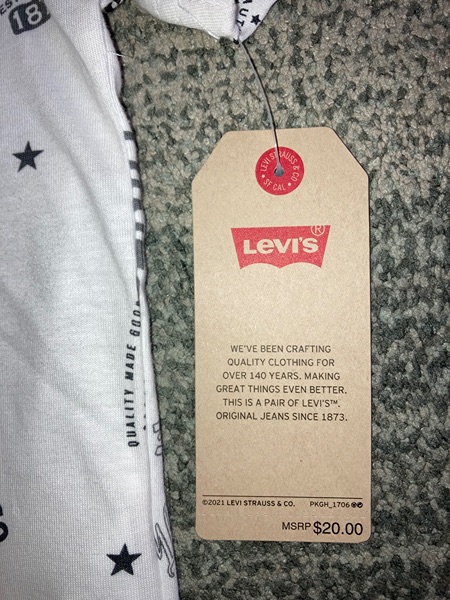 18
LEVI STRAUSS & CO
SF CAL
LEVI'S®
WE'VE BEEN CRAFTING
QUALITY CLOTHING FOR
OVER 140 YEARS. MAKING
GREAT THINGS EVEN BETTER.
THIS IS A PAIR OF LEVI'S™.
ORIGINAL JEANS SINCE 1873.
©2021 LEVI STRAUSS & CO. PKGH_1706
MSRP $20.00
QUALITY MADE